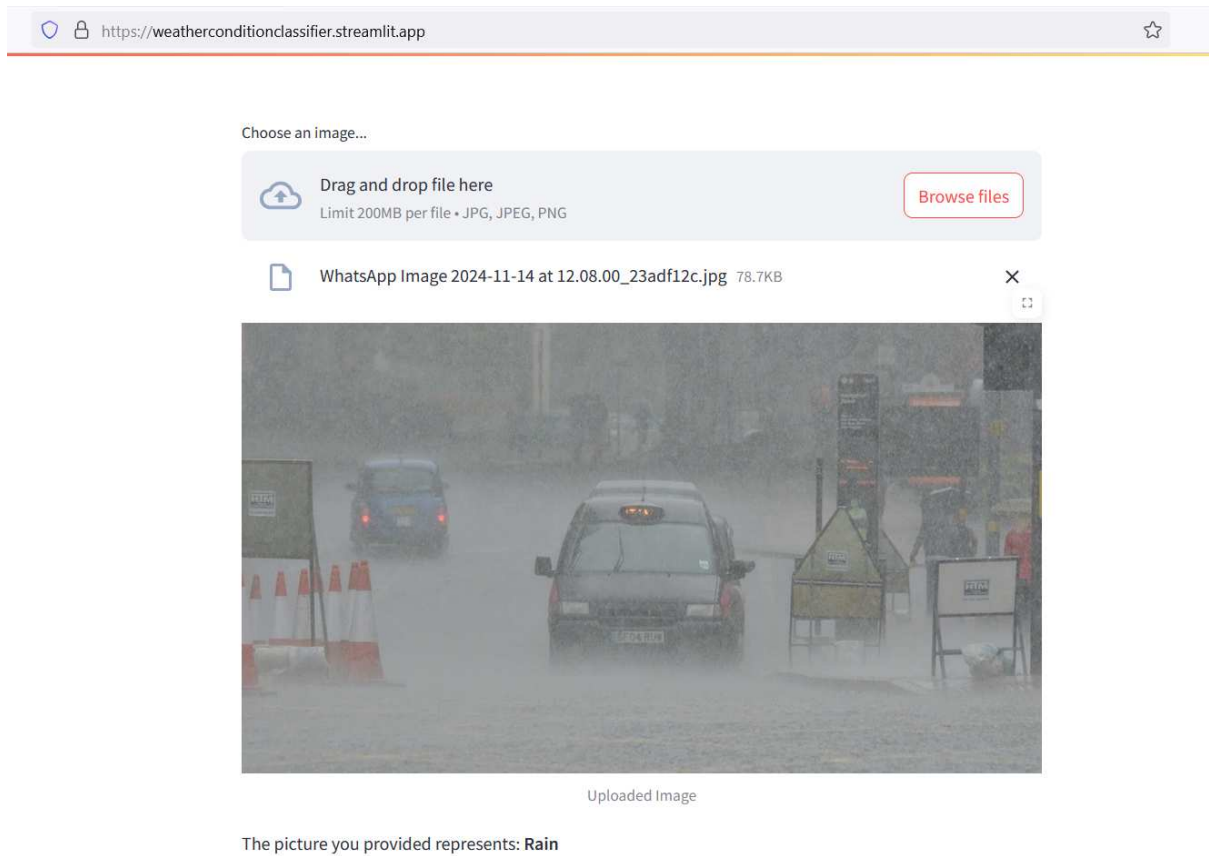 https://weatherconditionclassifier.streamlit.app
Choose an image...
Drag and drop file here
Limit 200MB per file • JPG, JPEG, PNG
Browse files
WhatsApp Image 2024-11-14 at 12.08.00_23adf12c.jpg 78.7KB
TAXI
HTM
Uploaded Image
The picture you provided represents: Rain